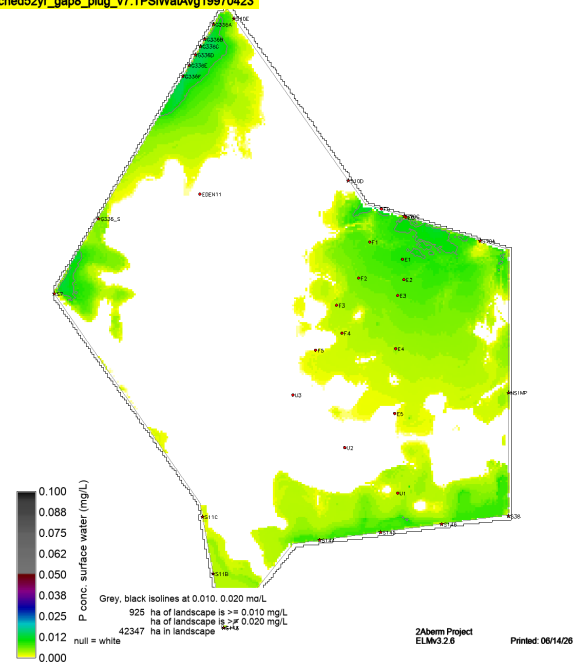 ched52yr_gap8_plug_v7.TPSfWatAvg19970423
S10E
G336A
G336B
G336C
G336D
G336E
G336F
EDEN11
S10D
G336_S
F1
S10A
E1
F2
E2
S7
E3
F3
F4
F5
E4
U3
NSIMP
E5
U2
U1
S11C
S38
S146
S145
S147
S11B
0.100
0.088
0.075
0.062
0.050
0.038
0.025
0.012
0.000
P conc. surface water (mg/L)
Grey, black isolines at 0.010, 0.020 mg/L
925 ha of landscape is >= 0.010 mg/L
ha of landscape is >= 0.020 mg/L
42347 ha in landscape
null = white
2Aberm Project
ELMv3.2.6
Printed: 06/14/26